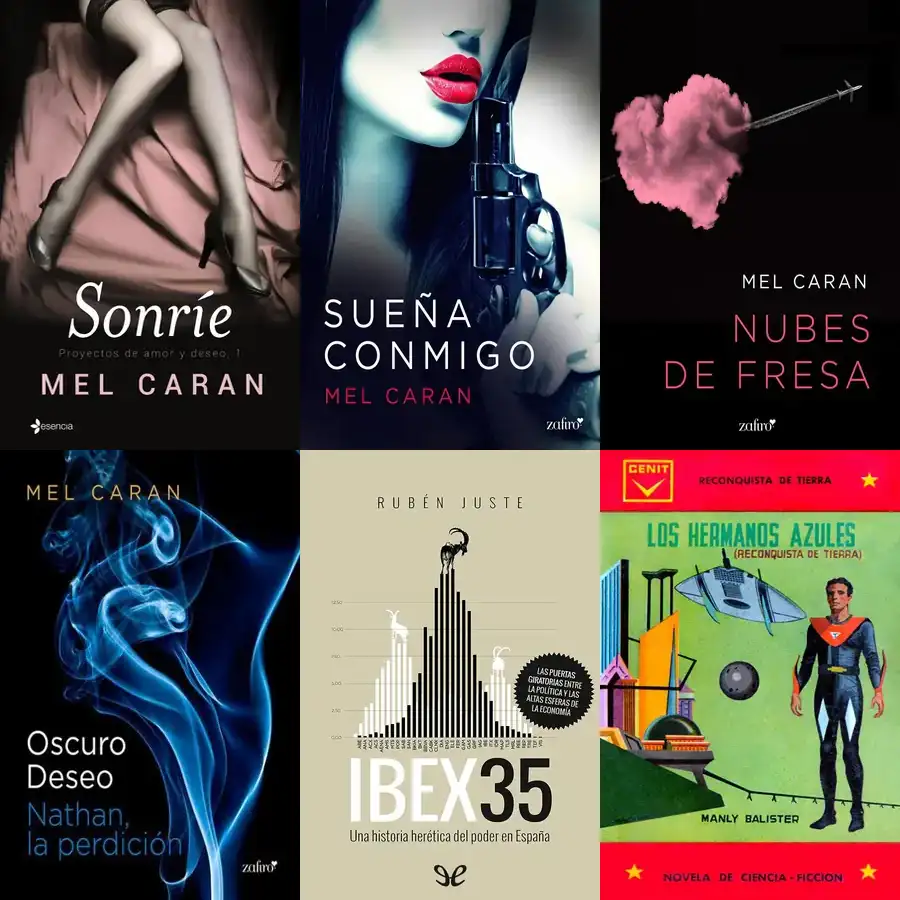 Sonríe
Proyectos de amor y deseo, 1
MEL CARAN
esencia
SUEÑA
CONMIGO
MEL CARAN
zafiro
MEL CARAN
NUBES
DE FRESA
zafiro
MEL CARAN
Oscuro
Deseo
Nathan,
la perdición
zafiro
RUBÉN JUSTE
LAS PUERTAS
GIRATORIAS ENTRE
LA POLÍTICA Y LAS
ALTAS ESFERAS DE
LA ECONOMÍA
IBEX35
Una historia herética del poder en España
CENIT
RECONQUISTA DE TIERRA
LOS HERMANOS AZULES
(RECONQUISTA DE TIERRA)
MANLY BALISTER
NOVELA DE CIENCIA-FICCION